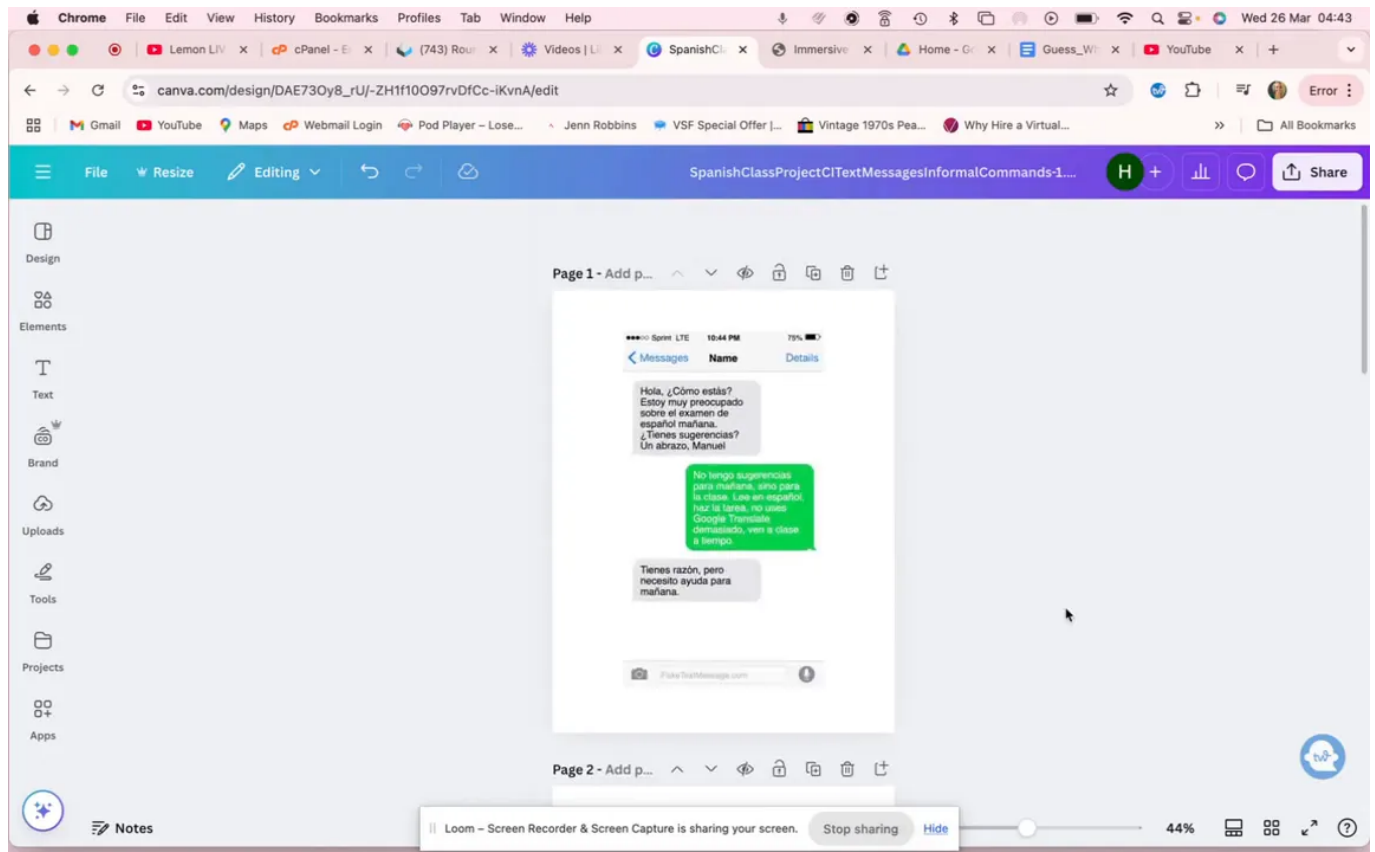 Chrome File Edit View History Bookmarks Profiles Tab Window Help Wed 26 Mar 04:43
Lemon LIV cPanel - E (743) Rour Videos | Li SpanishCl Immersive Home - Go Guess_Wh YouTube
canva.com/design/DAE73Oy8_rU/-ZH1f10O97rvDfCc-iKvnA/edit Error
Gmail YouTube Maps Webmail Login Pod Player – Lose... Jenn Robbins VSF Special Offer |... Vintage 1970s Pea... Why Hire a Virtual... >> All Bookmarks
File Resize Editing SpanishClassProjectCITextMessagesInformalCommands-1.... H + Share
Design
Elements
Text
Brand
Uploads
Tools
Projects
Apps
Page 1 - Add p...
Sprint LTE 10:44 PM 75%
Messages Name Details
Hola, ¿Cómo estás?
Estoy muy preocupado
sobre el examen de
español mañana.
¿Tienes sugerencias?
Un abrazo, Manuel
No tengo sugerencias
para mañana, sino para
la clase. Lee en español,
haz la tarea, no uses
Google Translate
demasiado, ven a clase
a tiempo.
Tienes razón, pero
necesito ayuda para
mañana.
iFakeTextMessage.com
Page 2 - Add p...
Notes
Loom – Screen Recorder & Screen Capture is sharing your screen. Stop sharing Hide
44%